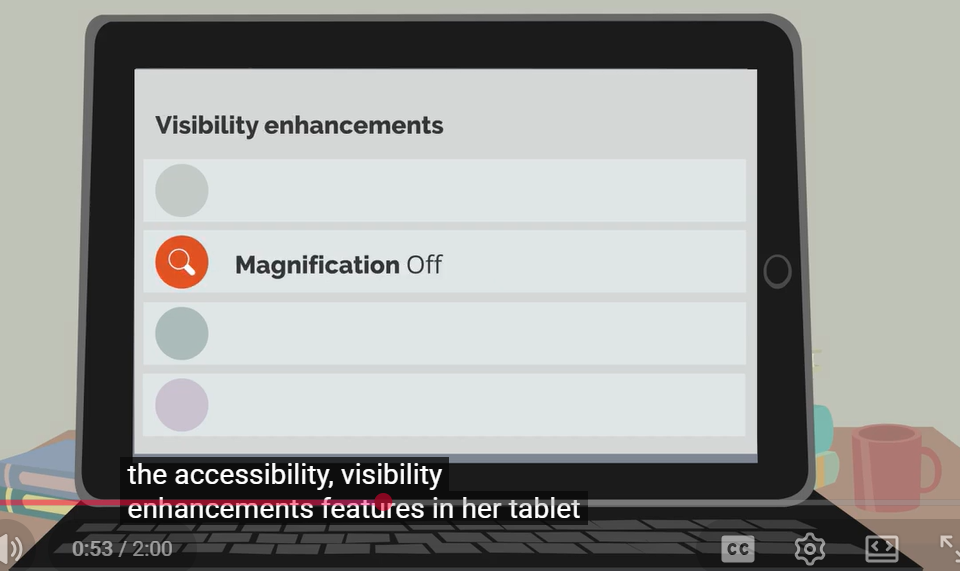 Visibility enhancements
Magnification Off
the accessibility, visibility
enhancements features in her tablet
0:53 / 2:00
CC